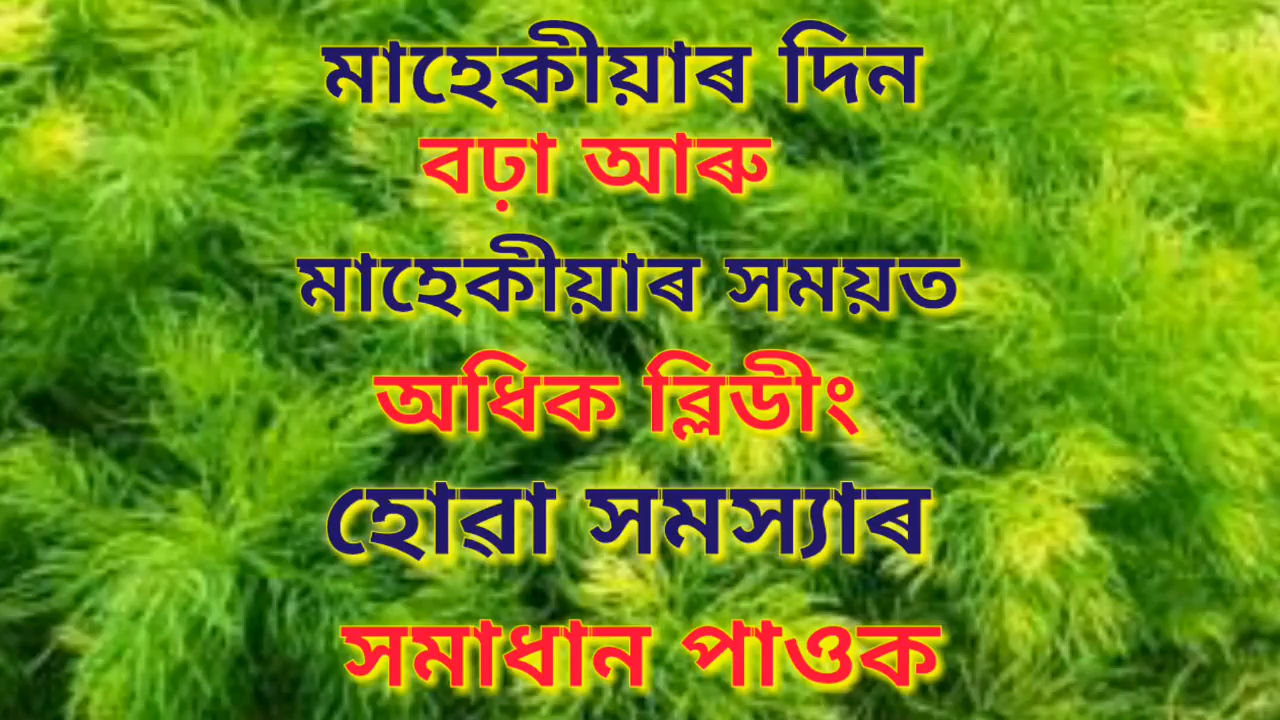 মাহেকীয়াৰ দিন
বঢ়া আৰু
মাহেকীয়াৰ সময়ত
অধিক ব্লিডীং
হোৱা সমস্যাৰ
সমাধান পাওক